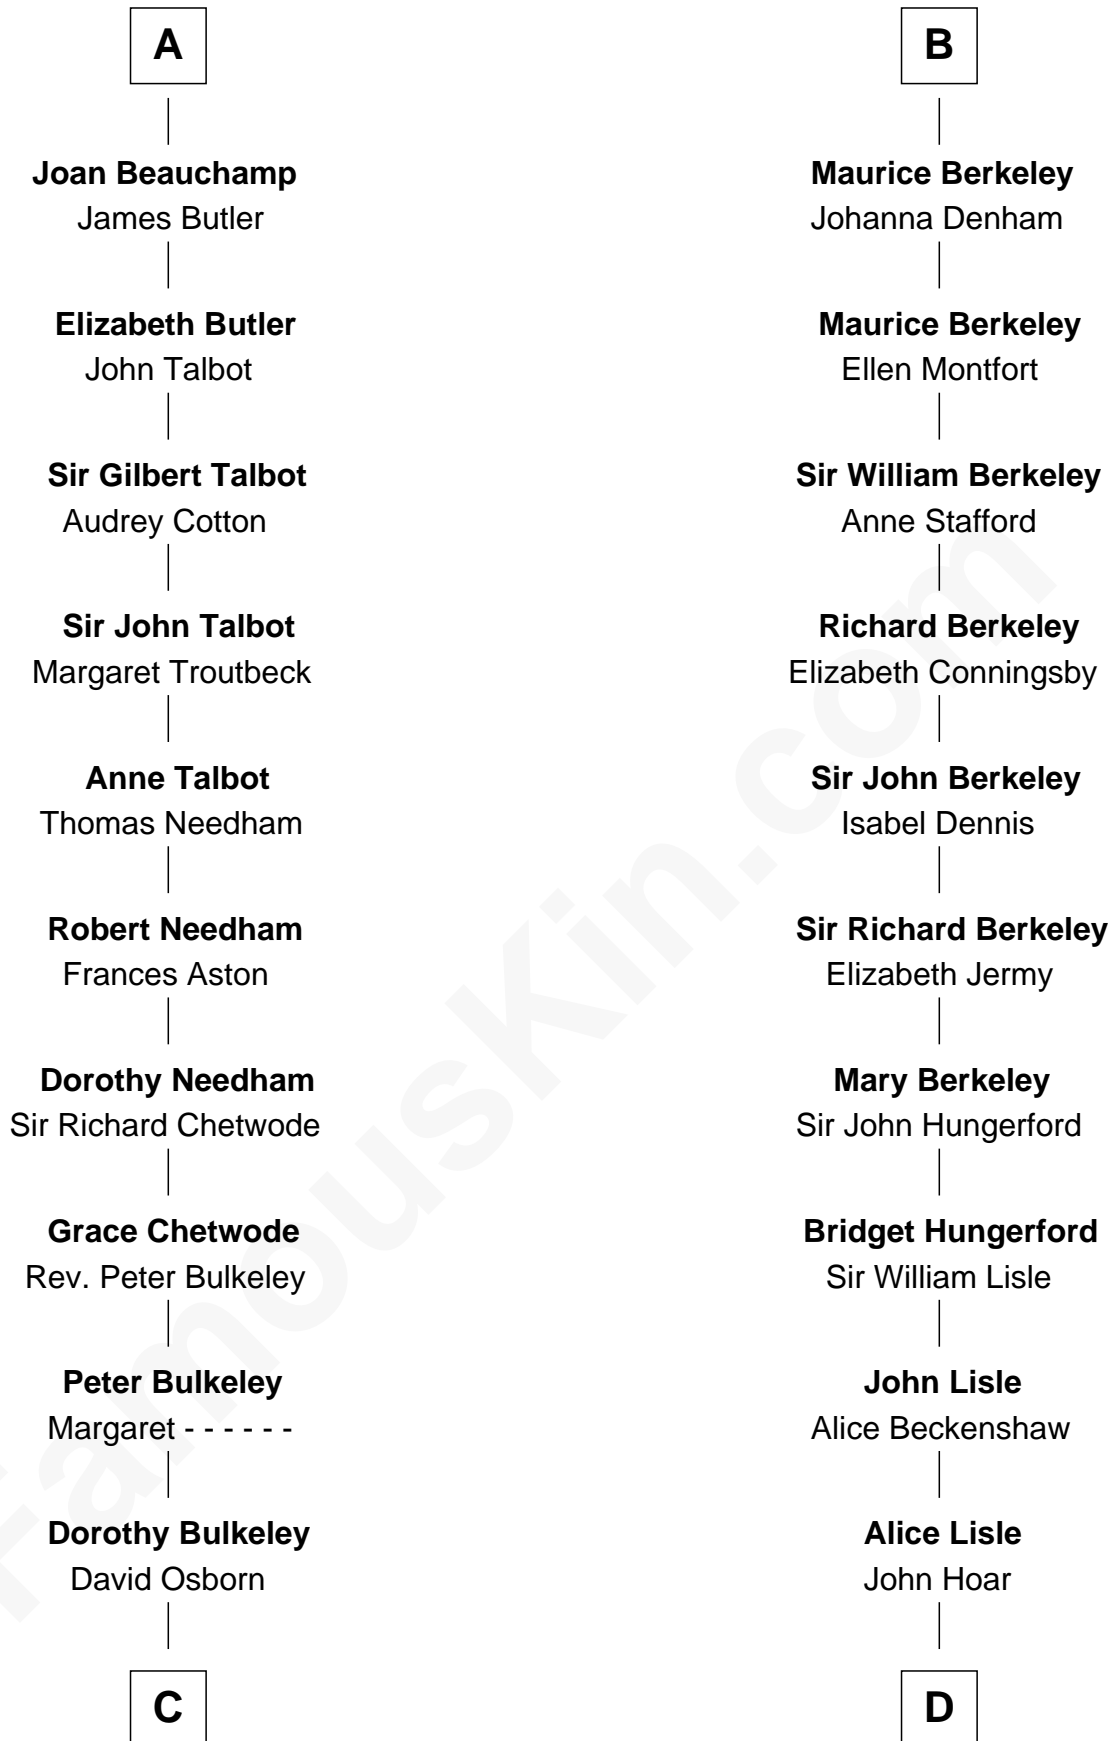 A
Joan Beauchamp
James Butler
Elizabeth Butler
John Talbot
Sir Gilbert Talbot
Audrey Cotton
Sir John Talbot
Margaret Troutbeck
Anne Talbot
Thomas Needham
Robert Needham
Frances Aston
Dorothy Needham
Sir Richard Chetwode
Grace Chetwode
Rev. Peter Bulkeley
Peter Bulkeley
Margaret - - - - - -
Dorothy Bulkeley
David Osborn
C
B
Maurice Berkeley
Johanna Denham
Maurice Berkeley
Ellen Montfort
Sir William Berkeley
Anne Stafford
Richard Berkeley
Elizabeth Conningsby
Sir John Berkeley
Isabel Dennis
Sir Richard Berkeley
Elizabeth Jermy
Mary Berkeley
Sir John Hungerford
Bridget Hungerford
Sir William Lisle
John Lisle
Alice Beckenshaw
Alice Lisle
John Hoar
D
FamousKin.com